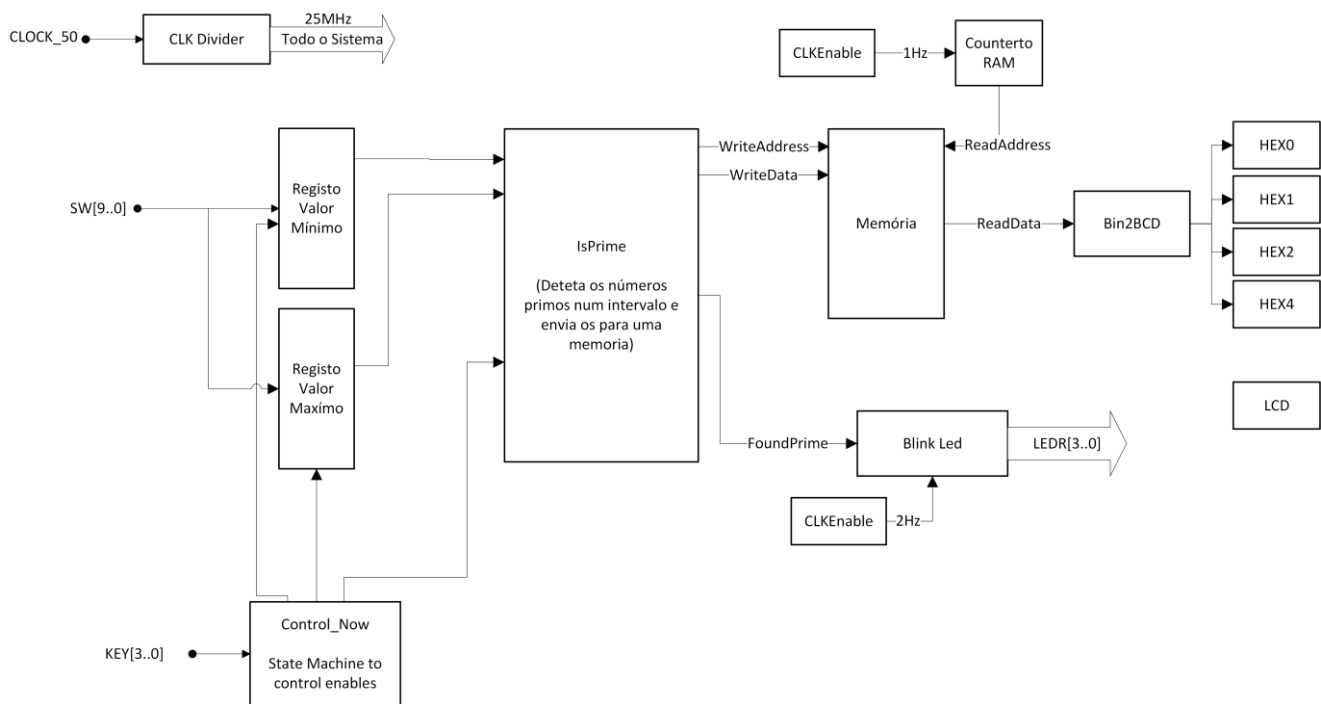 CLOCK_50
CLK Divider
25MHz
Todo o Sistema
CLKEnable
1Hz
Counterto
RAM
SW[9..0]
Registo
Valor
Mínimo
Registo
Valor
Maxímo
IsPrime
(Deteta os números
primos num intervalo e
envia os para uma
memoria)
WriteAddress
WriteData
Memória
ReadAddress
ReadData
Bin2BCD
HEX0
HEX1
HEX2
HEX4
LCD
FoundPrime
Blink Led
LEDR[3..0]
CLKEnable
2Hz
KEY[3..0]
Control_Now
State Machine to
control enables